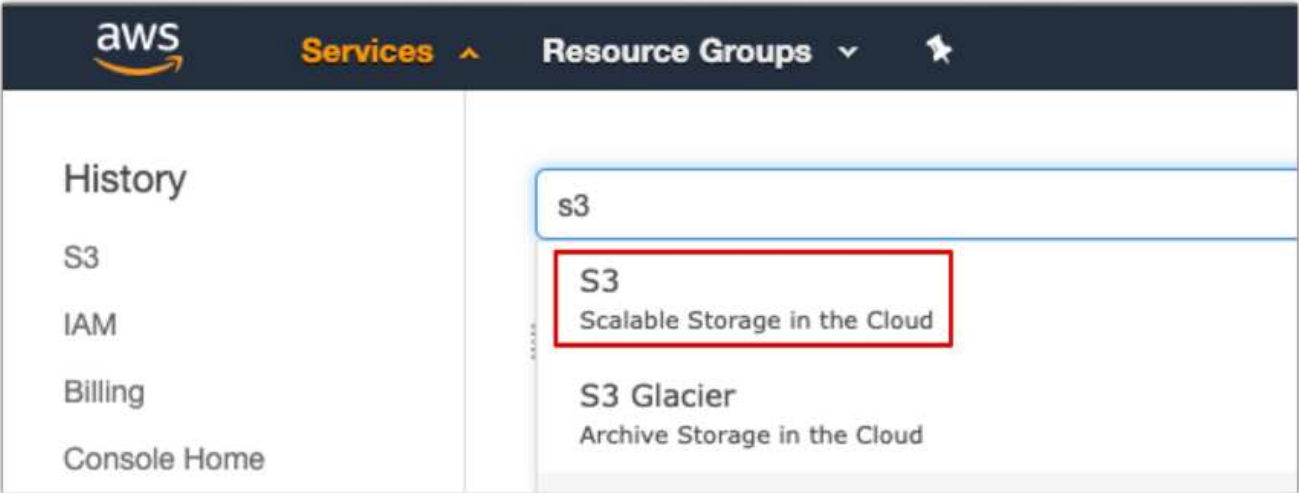 aws
Services
Resource Groups
History
S3
IAM
Billing
Console Home
s3
S3
Scalable Storage in the Cloud
S3 Glacier
Archive Storage in the Cloud